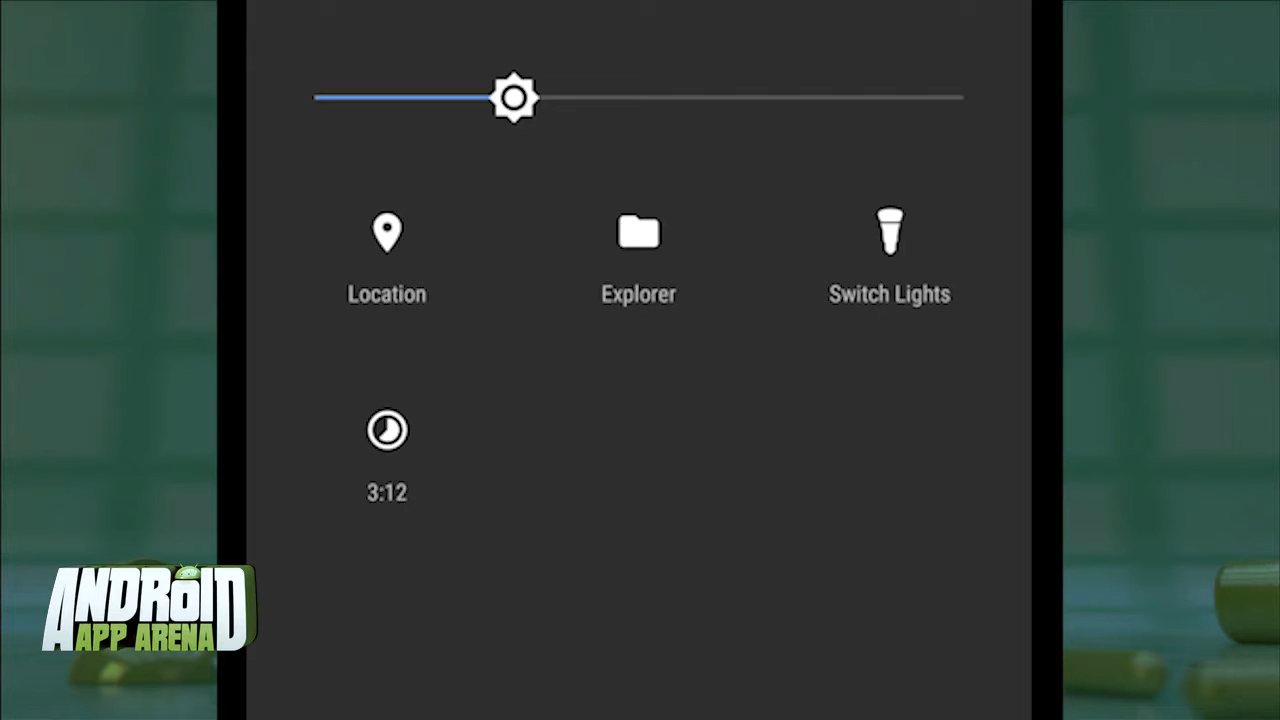 Location
Explorer
Switch Lights
3:12
ANDROID
APP ARENA